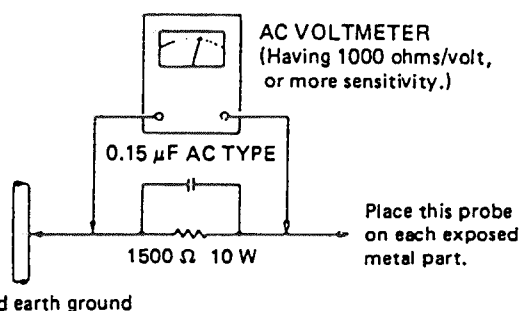 AC VOLTMETER
(Having 1000 ohms/volt,
or more sensitivity.)
0.15 µF AC TYPE
1500 Ω 10 W
Place this probe
on each exposed
metal part.
d earth ground